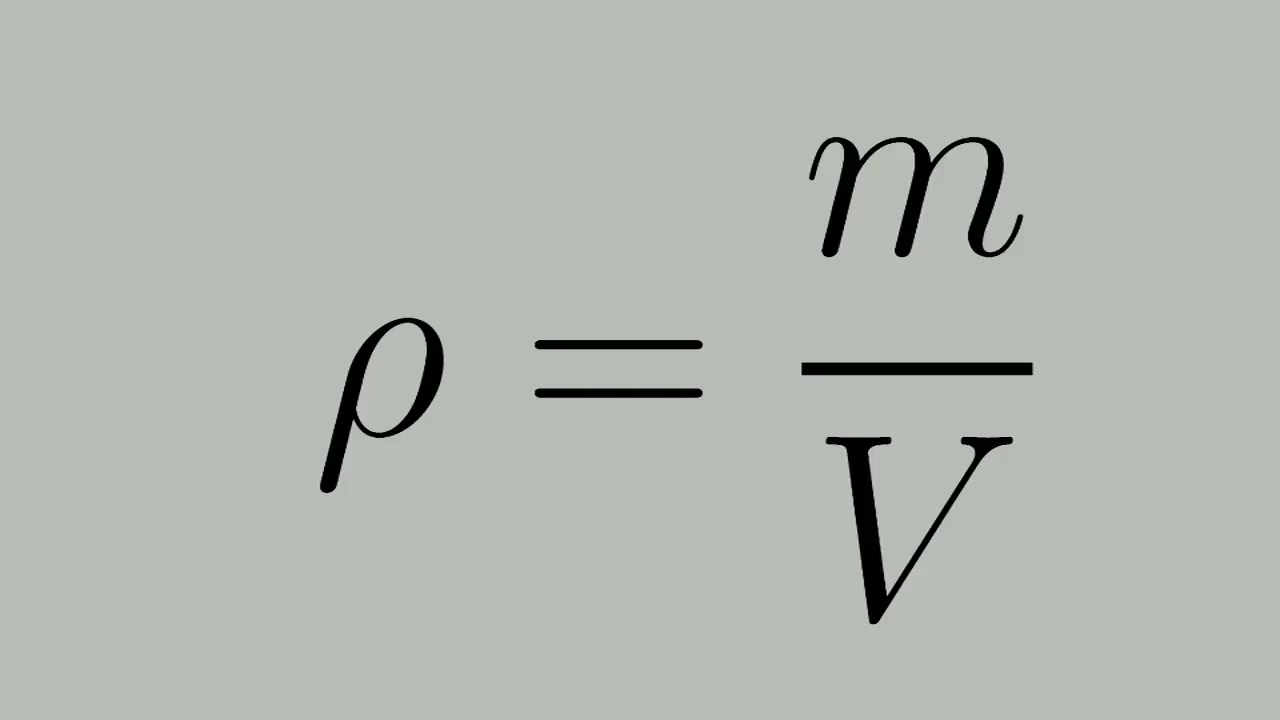 ρ = m/V